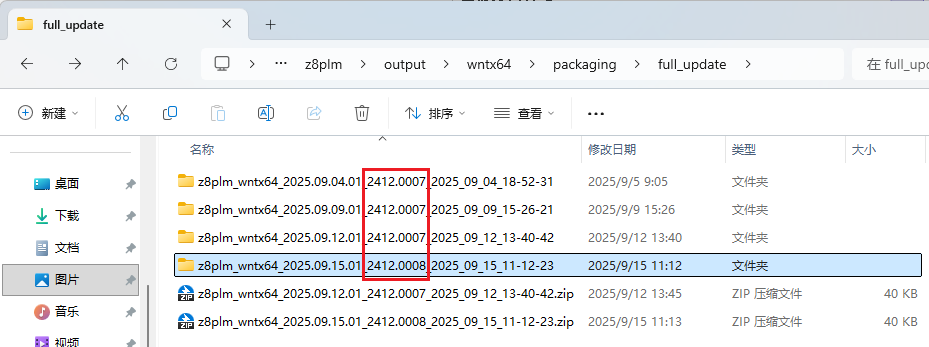 full_update
z8plm
output
wntx64
packaging
full_update
在 full_up
新建
排序
查看
名称
修改日期
类型
大小
桌面
下载
文档
图片
音乐
视频
z8plm_wntx64_2025.09.04.01_2412.0007_2025_09_04_18-52-31 2025/9/5 9:05 文件夹
z8plm_wntx64_2025.09.09.01_2412.0007_2025_09_09_15-26-21 2025/9/9 15:26 文件夹
z8plm_wntx64_2025.09.12.01_2412.0007_2025_09_12_13-40-42 2025/9/12 13:40 文件夹
z8plm_wntx64_2025.09.15.01_2412.0008_2025_09_15_11-12-23 2025/9/15 11:12 文件夹
ZIP z8plm_wntx64_2025.09.12.01_2412.0007_2025_09_12_13-40-42.zip 2025/9/12 13:45 ZIP 压缩文件 40 KB
ZIP z8plm_wntx64_2025.09.15.01_2412.0008_2025_09_15_11-12-23.zip 2025/9/15 11:13 ZIP 压缩文件 40 KB